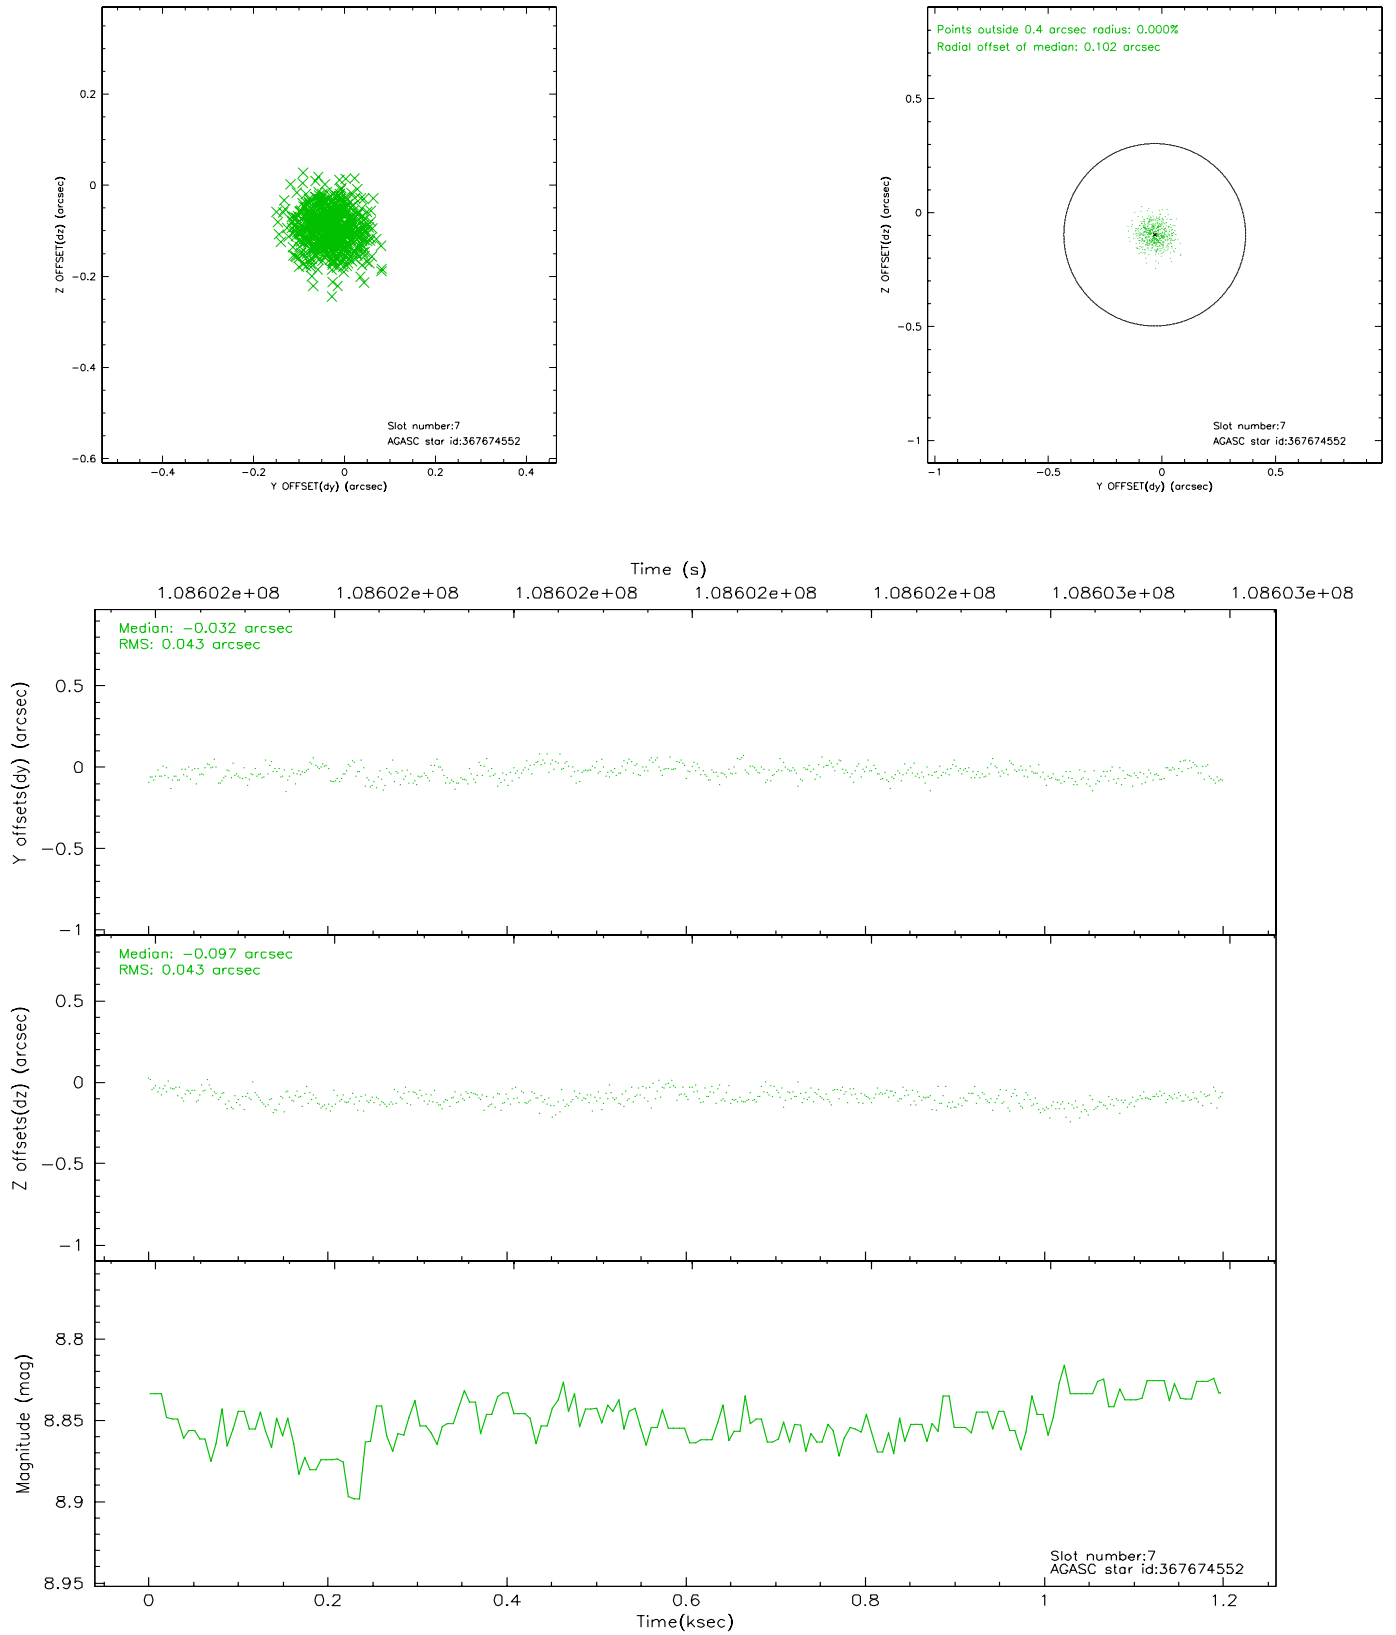 0.2
0
−0.2
−0.4
−0.6
Z OFFSET(dz) (arcsec)
Slot number:7
AGASC star id:367674552
−0.4 −0.2 0 0.2 0.4
Y OFFSET(dy) (arcsec)
Points outside 0.4 arcsec radius: 0.000%
Radial offset of median: 0.102 arcsec
0.5
0
−0.5
−1
Z OFFSET(dz) (arcsec)
Slot number:7
AGASC star id:367674552
−1 −0.5 0 0.5
Y OFFSET(dy) (arcsec)
Time (s)
1.08602e+08 1.08602e+08 1.08602e+08 1.08602e+08 1.08602e+08 1.08603e+08 1.08603e+08
Median: −0.032 arcsec
RMS: 0.043 arcsec
0.5
0
−0.5
−1
Y offsets(dy) (arcsec)
Median: −0.097 arcsec
RMS: 0.043 arcsec
0.5
0
−0.5
−1
Z offsets(dz) (arcsec)
8.8
8.85
8.9
8.95
Magnitude (mag)
Slot number:7
AGASC star id:367674552
0 0.2 0.4 0.6 0.8 1 1.2
Time(ksec)